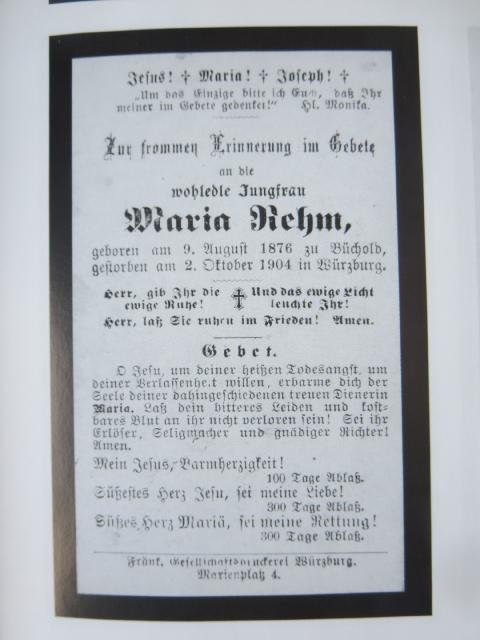 Jesus! ✝ Maria! ✝ Joseph! ✝
„Um das Einzige bitte ich Euch, daß Ihr
meiner im Gebete gedenket!" Hl. Monika.
Zur frommen Erinnerung im Gebete
an die
wohledle Jungfrau
Maria Rehm,
geboren am 9. August 1876 zu Büchold,
gestorben am 2. Oktober 1904 in Würzburg.
Herr, gib Ihr die ewige Ruhe! ✝ Und das ewige Licht leuchte Ihr!
Herr, laß Sie ruhen im Frieden! Amen.
Gebet.
O Jesu, um deiner heißen Todesangst, um
deiner Verlassenheit willen, erbarme dich der
Seele deiner dahingeschiedenen treuen Dienerin
Maria. Laß dein bitteres Leiden und kost-
bares Blut an ihr nicht verloren sein! Sei ihr
Erlöser, Seligmacher und gnädiger Richter!
Amen.
Mein Jesus, Barmherzigkeit!
100 Tage Ablaß.
Süßestes Herz Jesu, sei meine Liebe!
300 Tage Ablaß.
Süßes Herz Mariä, sei meine Rettung!
300 Tage Ablaß.
Fränk. Gesellschaftsdruckerei Würzburg.
Marienplatz 4.